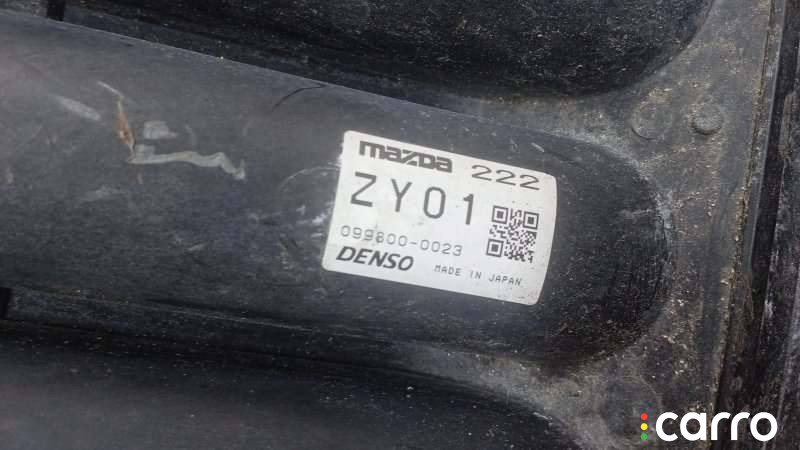 mazda 222
ZY01
099800-0023
DENSO MADE IN JAPAN
carro